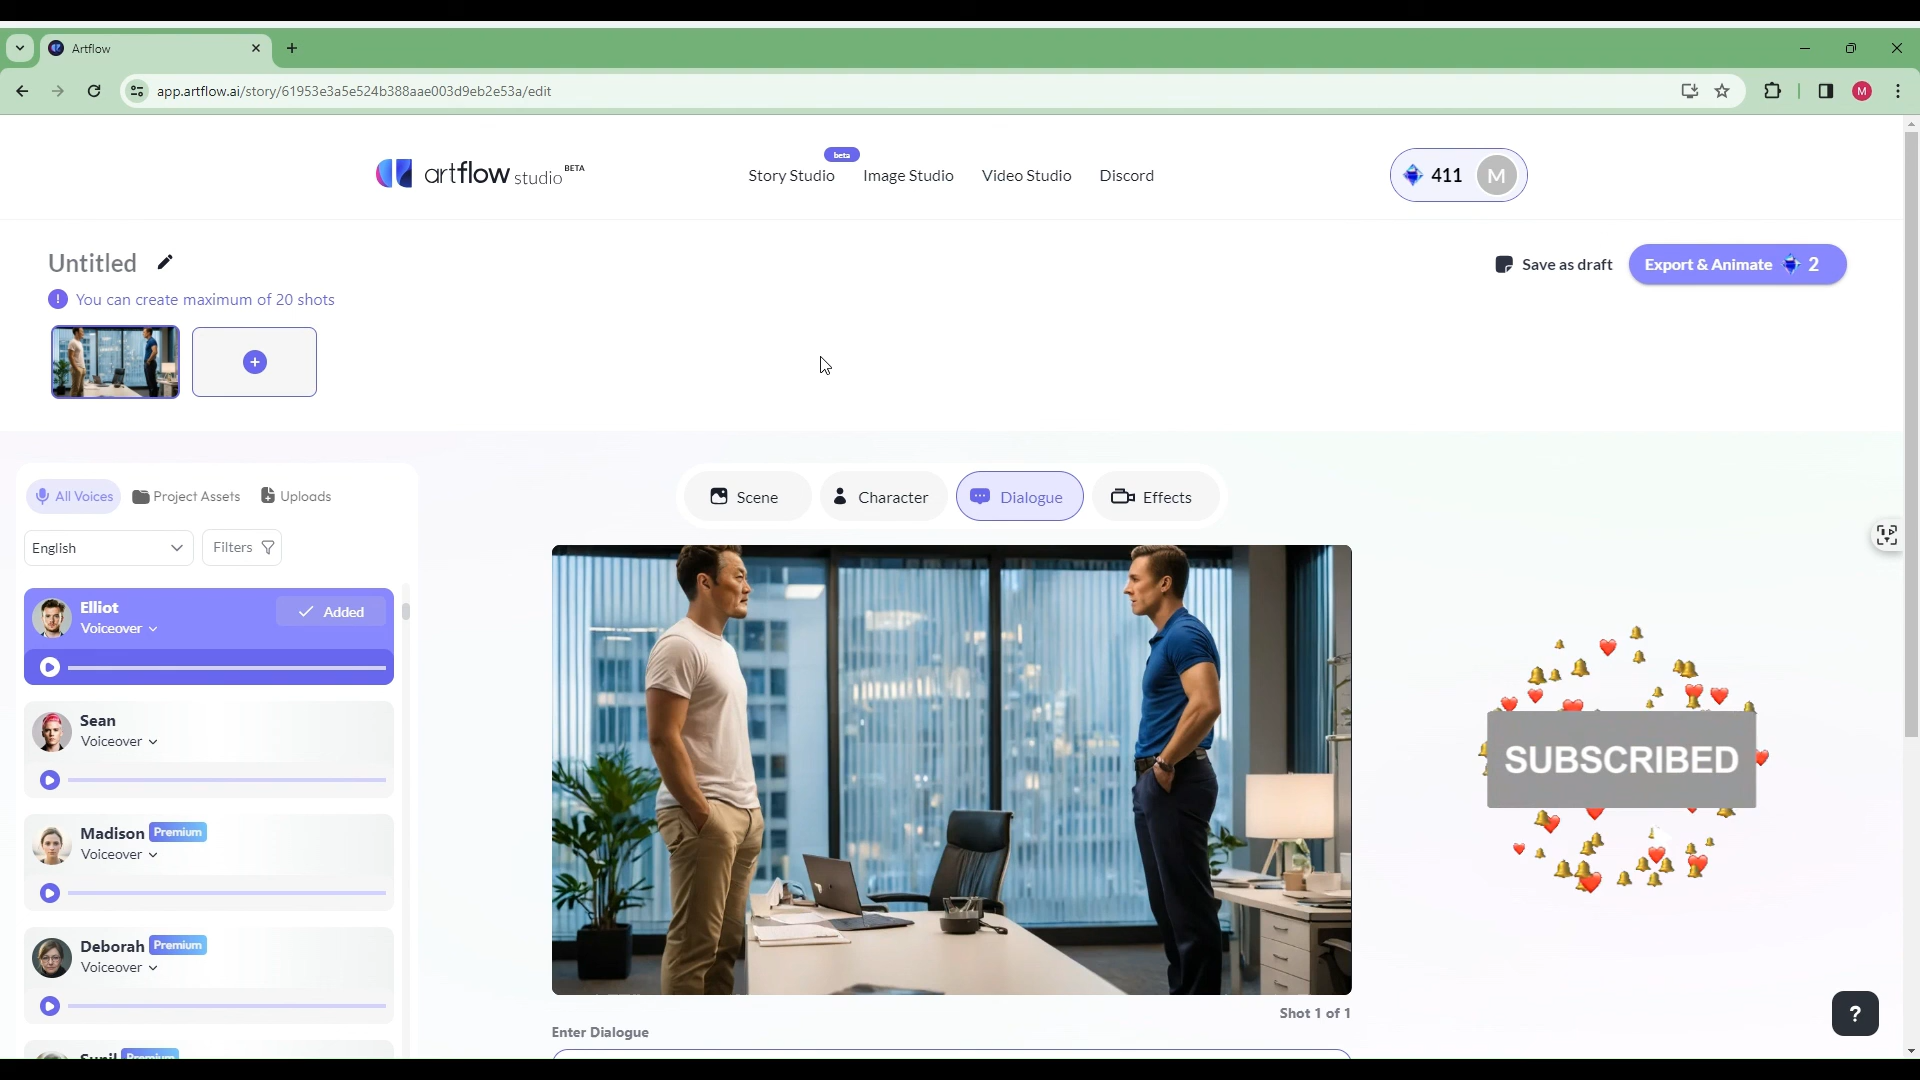 Artflow
app.artflow.ai/story/61953e3a5e524b388aae003d9eb2e53a/edit
M
artflow studio BETA
beta
Story Studio
Image Studio
Video Studio
Discord
411
M
Untitled
Save as draft
Export & Animate 2
! You can create maximum of 20 shots
+
All Voices
Project Assets
Uploads
Scene
Character
Dialogue
Effects
English
Filters
Elliot
Added
Voiceover
Sean
Voiceover
Madison Premium
Voiceover
Deborah Premium
Voiceover
Sunil Premium
SUBSCRIBED
Shot 1 of 1
Enter Dialogue
?